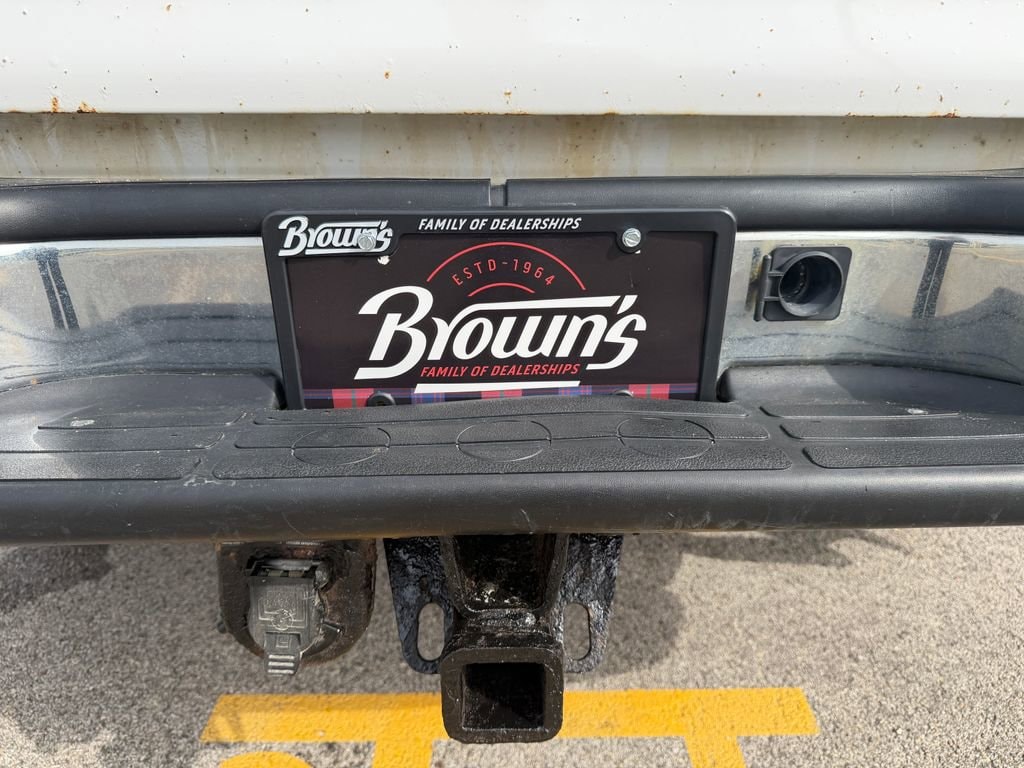 Brown's FAMILY OF DEALERSHIPS
ESTD-1964
Brown's
FAMILY OF DEALERSHIPS